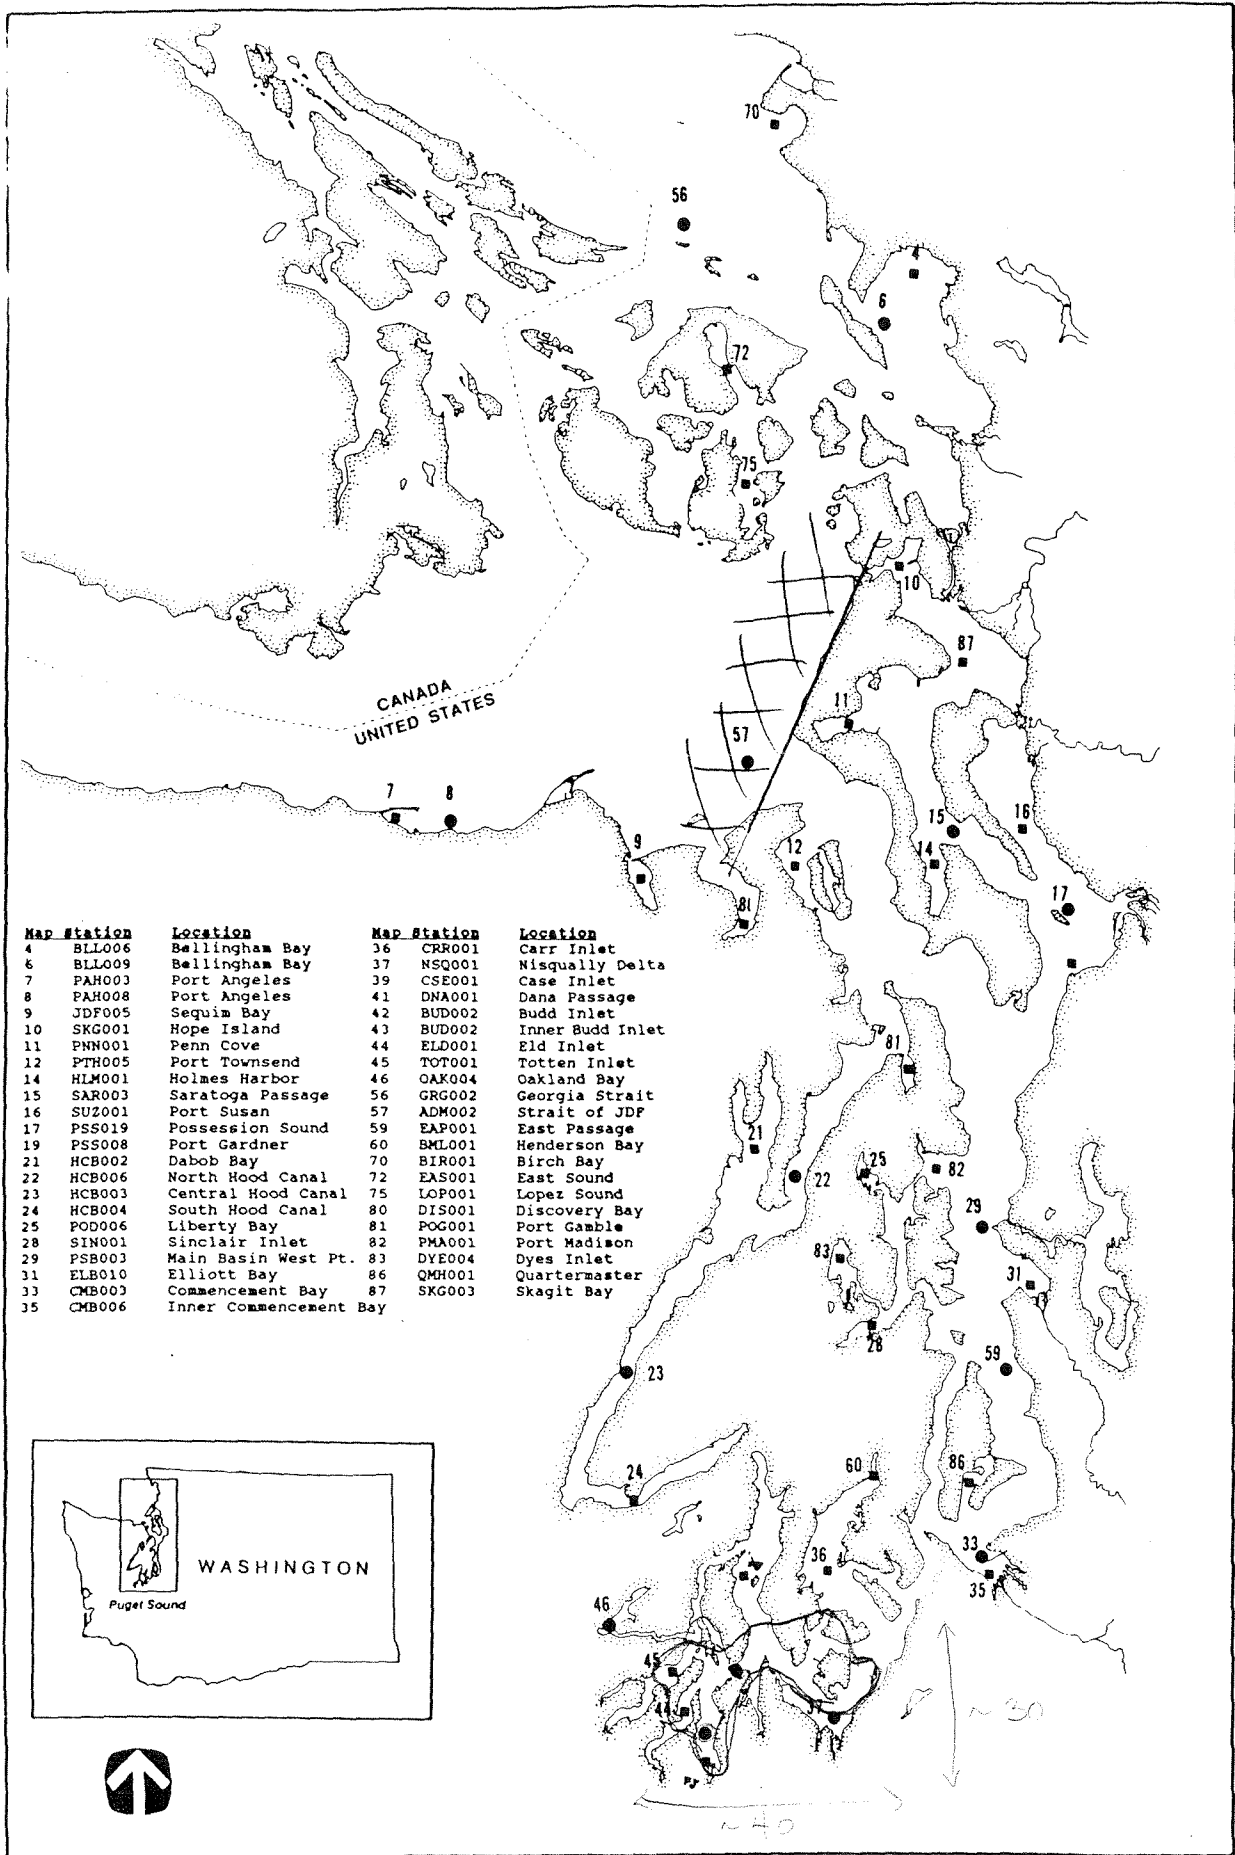 70
56
4
6
72
75
10
87
CANADA
UNITED STATES
11
57
7
8
15
16
9
12
14
17
81
Map Station Location Map Station Location
4 BLL006 Bellingham Bay 36 CRR001 Carr Inlet
6 BLL009 Bellingham Bay 37 NSQ001 Nisqually Delta
7 PAH003 Port Angeles 39 CSE001 Case Inlet
8 PAH008 Port Angeles 41 DNA001 Dana Passage
9 JDF005 Sequim Bay 42 BUD002 Budd Inlet
10 SKG001 Hope Island 43 BUD002 Inner Budd Inlet
11 PNN001 Penn Cove 44 ELD001 Eld Inlet
12 PTH005 Port Townsend 45 TOT001 Totten Inlet
14 HLM001 Holmes Harbor 46 OAK004 Oakland Bay
15 SAR003 Saratoga Passage 56 GRG002 Georgia Strait
16 SUZ001 Port Susan 57 ADM002 Strait of JDF
17 PSS019 Possession Sound 59 EAP001 East Passage
19 PSS008 Port Gardner 60 BML001 Henderson Bay
21 HCB002 Dabob Bay 70 BIR001 Birch Bay
22 HCB006 North Hood Canal 72 EAS001 East Sound
23 HCB003 Central Hood Canal 75 LOP001 Lopez Sound
24 HCB004 South Hood Canal 80 DIS001 Discovery Bay
25 POD006 Liberty Bay 81 POG001 Port Gamble
28 SIN001 Sinclair Inlet 82 PMA001 Port Madison
29 PSB003 Main Basin West Pt. 83 DYE004 Dyes Inlet
31 ELB010 Elliott Bay 86 QMH001 Quartermaster
33 CMB003 Commencement Bay 87 SKG003 Skagit Bay
35 CMB006 Inner Commencement Bay
81
21
22
25
82
29
83
31
28
23
59
24
60
86
WASHINGTON
Puget Sound
36
33
35
46
45
44
37
~30
~40